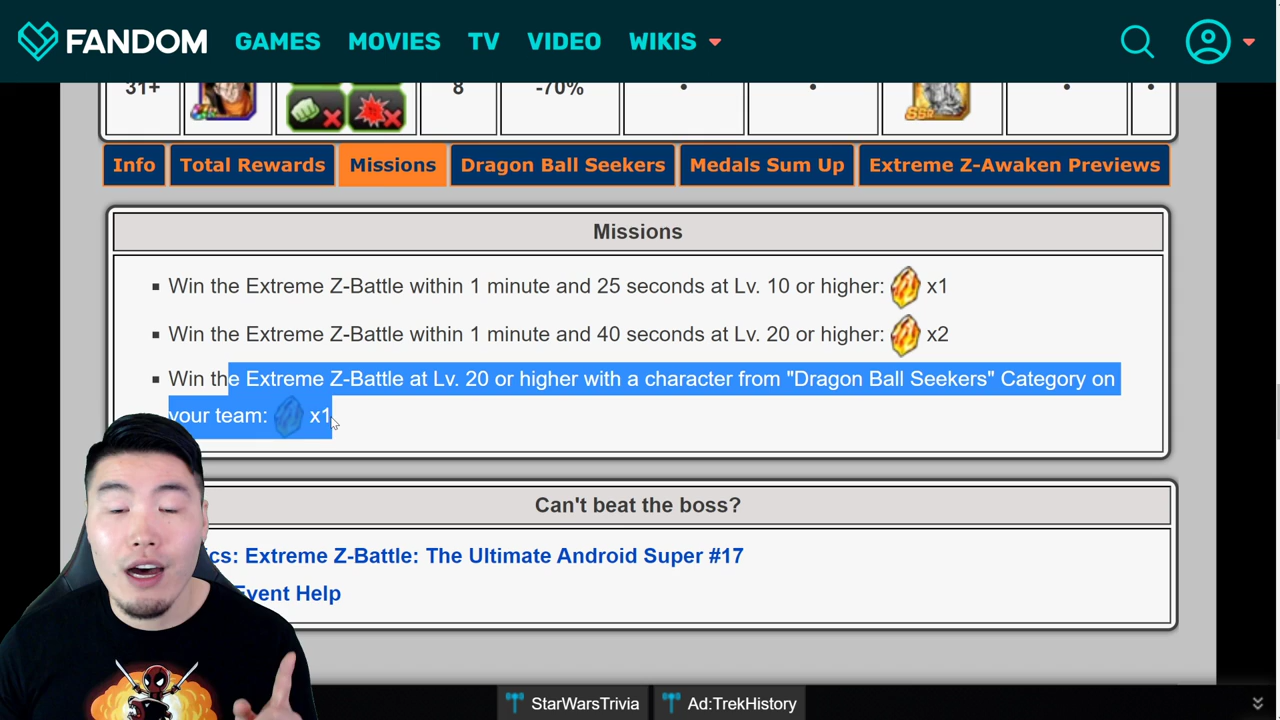 FANDOM GAMES MOVIES TV VIDEO WIKIS
31+ 8 -70%
SSR
Info Total Rewards Missions Dragon Ball Seekers Medals Sum Up Extreme Z-Awaken Previews
Missions
▪ Win the Extreme Z-Battle within 1 minute and 25 seconds at Lv. 10 or higher: x1
▪ Win the Extreme Z-Battle within 1 minute and 40 seconds at Lv. 20 or higher: x2
▪ Win the Extreme Z-Battle at Lv. 20 or higher with a character from "Dragon Ball Seekers" Category on
your team: x1
Can't beat the boss?
cs: Extreme Z-Battle: The Ultimate Android Super #17
Event Help
StarWarsTrivia Ad:TrekHistory